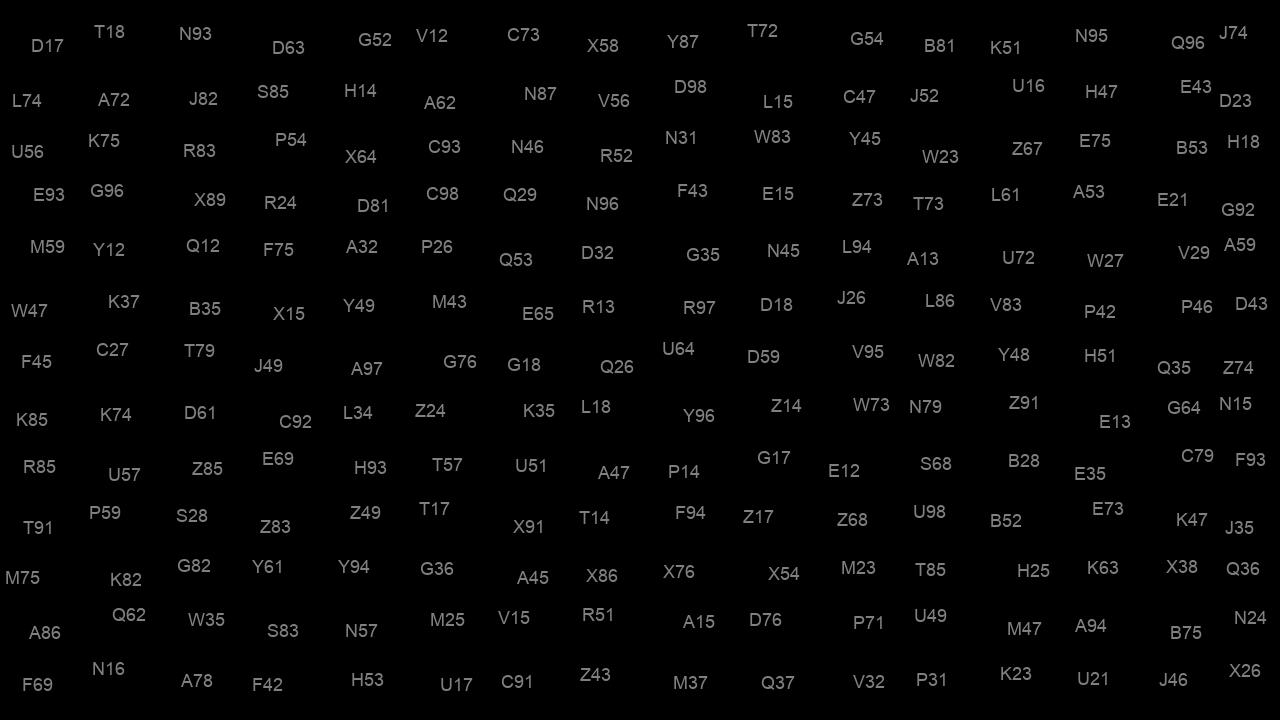 D17 T18 N93 D63 G52 V12 C73 X58 Y87 T72 G54 B81 K51 N95 Q96 J74
L74 A72 J82 S85 H14 A62 N87 V56 D98 L15 C47 J52 U16 H47 E43 D23
U56 K75 R83 P54 X64 C93 N46 R52 N31 W83 Y45 W23 Z67 E75 B53 H18
E93 G96 X89 R24 D81 C98 Q29 N96 F43 E15 Z73 T73 L61 A53 E21 G92
M59 Y12 Q12 F75 A32 P26 Q53 D32 G35 N45 L94 A13 U72 W27 V29 A59
W47 K37 B35 X15 Y49 M43 E65 R13 R97 D18 J26 L86 V83 P42 P46 D43
F45 C27 T79 J49 A97 G76 G18 Q26 U64 D59 V95 W82 Y48 H51 Q35 Z74
K85 K74 D61 C92 L34 Z24 K35 L18 Y96 Z14 W73 N79 Z91 E13 G64 N15
R85 U57 Z85 E69 H93 T57 U51 A47 P14 G17 E12 S68 B28 E35 C79 F93
T91 P59 S28 Z83 Z49 T17 X91 T14 F94 Z17 Z68 U98 B52 E73 K47 J35
M75 K82 G82 Y61 Y94 G36 A45 X86 X76 X54 M23 T85 H25 K63 X38 Q36
A86 Q62 W35 S83 N57 M25 V15 R51 A15 D76 P71 U49 M47 A94 B75 N24
F69 N16 A78 F42 H53 U17 C91 Z43 M37 Q37 V32 P31 K23 U21 J46 X26